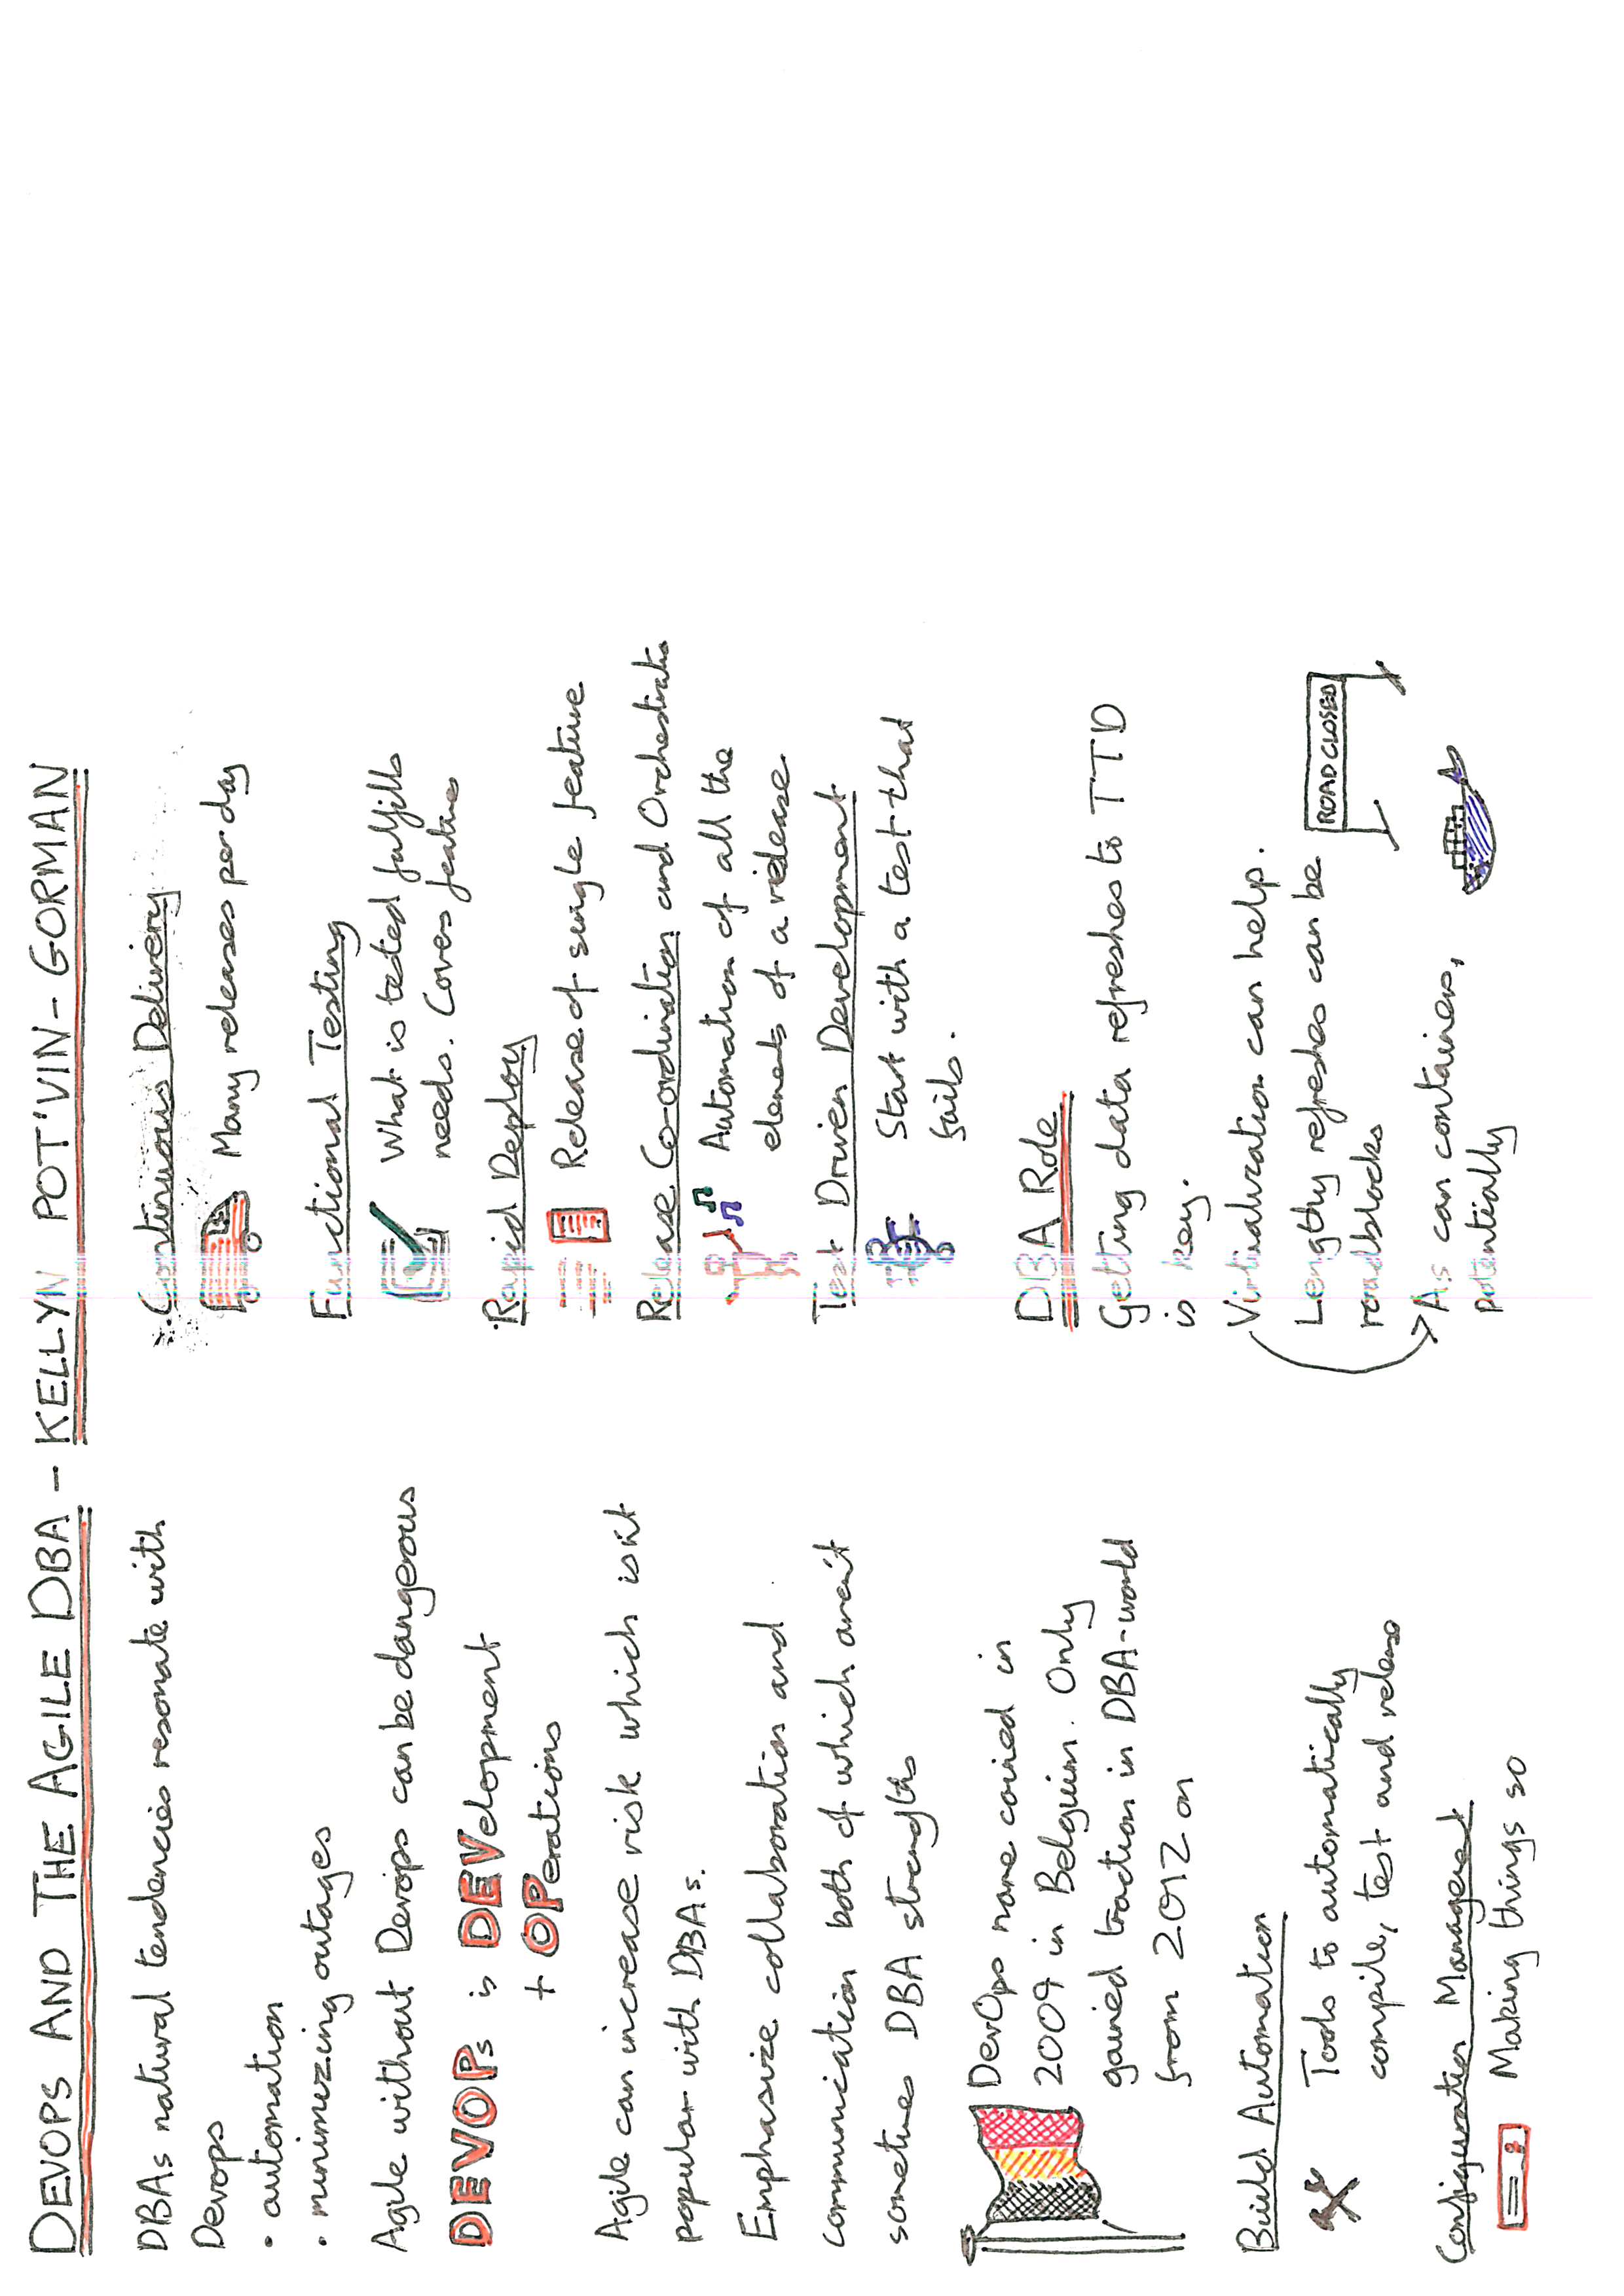 DEVOPS AND THE AGILE DBA - KELLYN POT'VIN-GORMAN
DBAs natural tendencies resonate with
Devops
• automation
• minimizing outages
Agile without Devops can be dangerous
DEVOPs is DEVelopment
+ OPerations
Agile can increase risk which isn't
popular with DBAs.
Emphasize collaboration and
communication both of which aren't
sometimes DBA strengths
DevOps name coined in
2009 in Belguim. Only
gained traction in DBA-world
from 2012 on
Build Automation
Tools to automatically
compile, test and release
Configuration Management
Making things so
Continuous Delivery
Many releases per day
Functional Testing
What is tested fulfills
needs. Covers feature
Rapid Deploy
Release of single feature
Release Co-ordination and Orchestratio
Automation of all the
elements of a release
Test Driven Development
Start with a test that
fails.
DBA Role
Getting data refreshes to TTD
is key.
Virtualization can help.
Lengthy refreshes can be
roadblocks
ROAD CLOSED
As can containers,
potentially